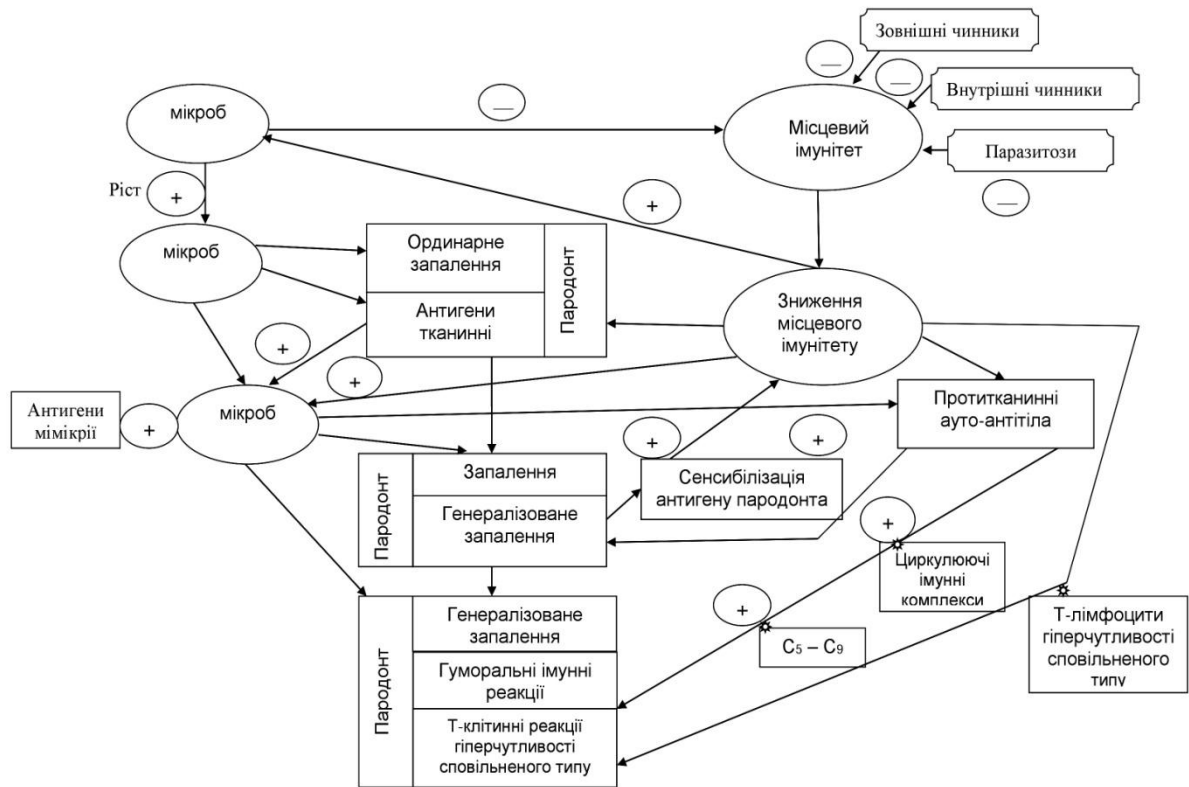 Зовнішні чинники
—
—
Внутрішні чинники
мікроб
—
Місцевий
імунітет
Паразитози
—
Ріст
+
+
мікроб
Ординарне
запалення
Антигени
тканинні
Пародонт
Зниження
місцевого
імунітету
+
+
Антигени
мімікрії
+
мікроб
Протитканинні
ауто-антітіла
+
+
Пародонт
Запалення
Генералізоване
запалення
Сенсибілізація
антигену пародонта
+
Циркулюючі
імунні
комплекси
+
С5 – С9
Т-лімфоцити
гіперчутливості
сповільненого
типу
Пародонт
Генералізоване
запалення
Гуморальні імунні
реакції
Т-клітинні реакції
гіперчутливості
сповільненого типу